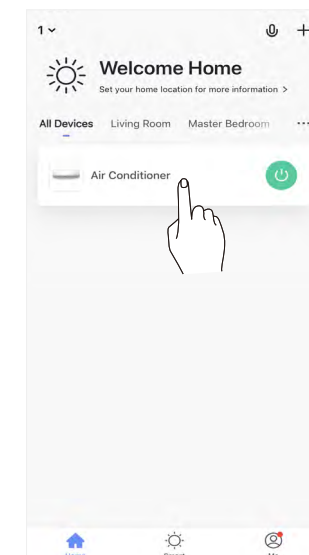 1
Welcome Home
Set your home location for more information >
All Devices Living Room Master Bedroom ...
Air Conditioner